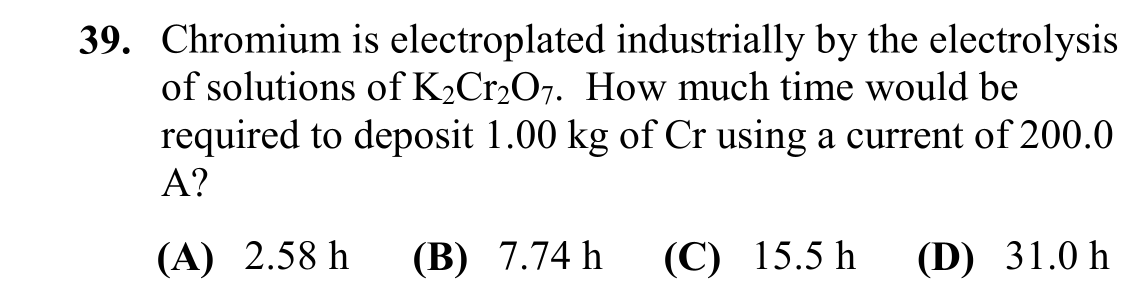 39. Chromium is electroplated industrially by the electrolysis
of solutions of K₂Cr₂O₇. How much time would be
required to deposit 1.00 kg of Cr using a current of 200.0
A?
(A) 2.58 h (B) 7.74 h (C) 15.5 h (D) 31.0 h